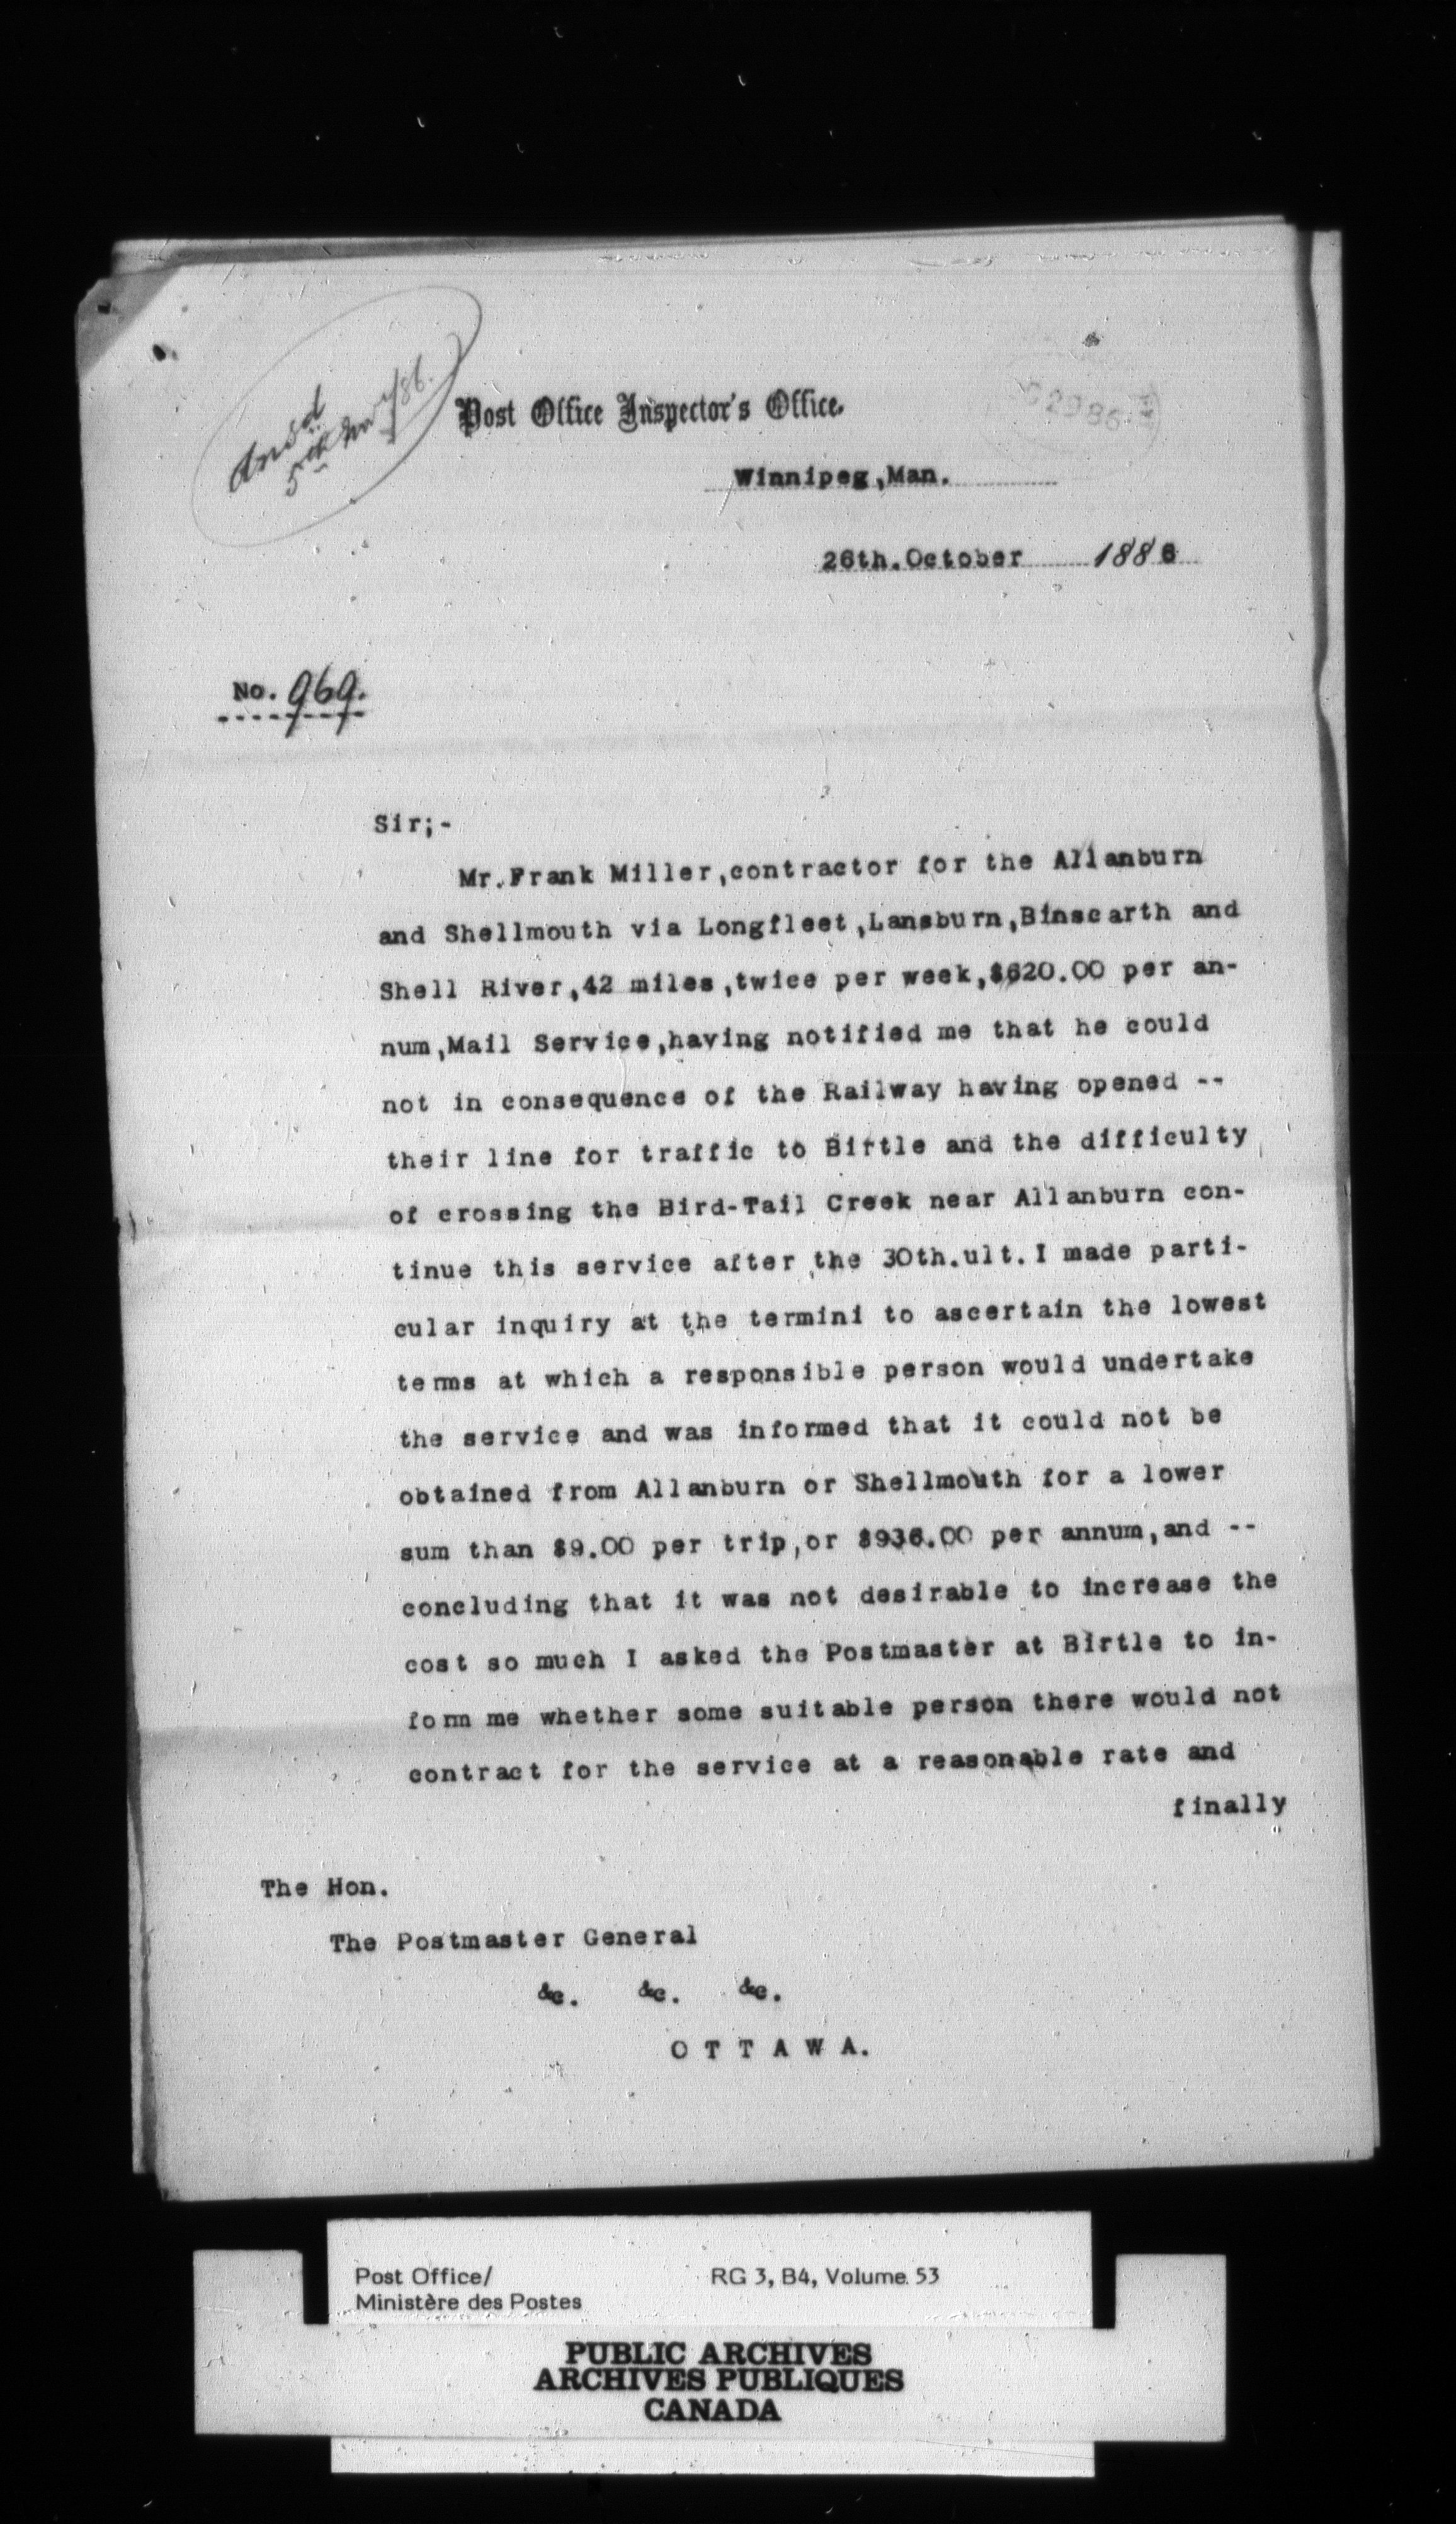 Ansd
5th Nov /86.
Post Office Inspector's Office.
C2986
Winnipeg,Man.
26th.October 1886
No. 969.
Sir;-
Mr.Frank Miller,contractor for the Allanburn
and Shellmouth via Longfleet,Lansburn,Binscarth and
Shell River,42 miles,twice per week,$620.00 per an-
num,Mail Service,having notified me that he could
not in consequence of the Railway having opened --
their line for traffic to Birtle and the difficulty
of crossing the Bird-Tail Creek near Allanburn con-
tinue this service after the 30th.ult.I made parti-
cular inquiry at the termini to ascertain the lowest
terms at which a responsible person would undertake
the service and was informed that it could not be
obtained from Allanburn or Shellmouth for a lower
sum than $9.00 per trip,or $936.00 per annum,and --
concluding that it was not desirable to increase the
cost so much I asked the Postmaster at Birtle to in-
form me whether some suitable person there would not
contract for the service at a reasonable rate and
finally
The Hon.
The Postmaster General
&c. &c. &c.
O T T A W A.
Post Office/ RG 3, B4, Volume 53
Ministère des Postes
PUBLIC ARCHIVES
ARCHIVES PUBLIQUES
CANADA